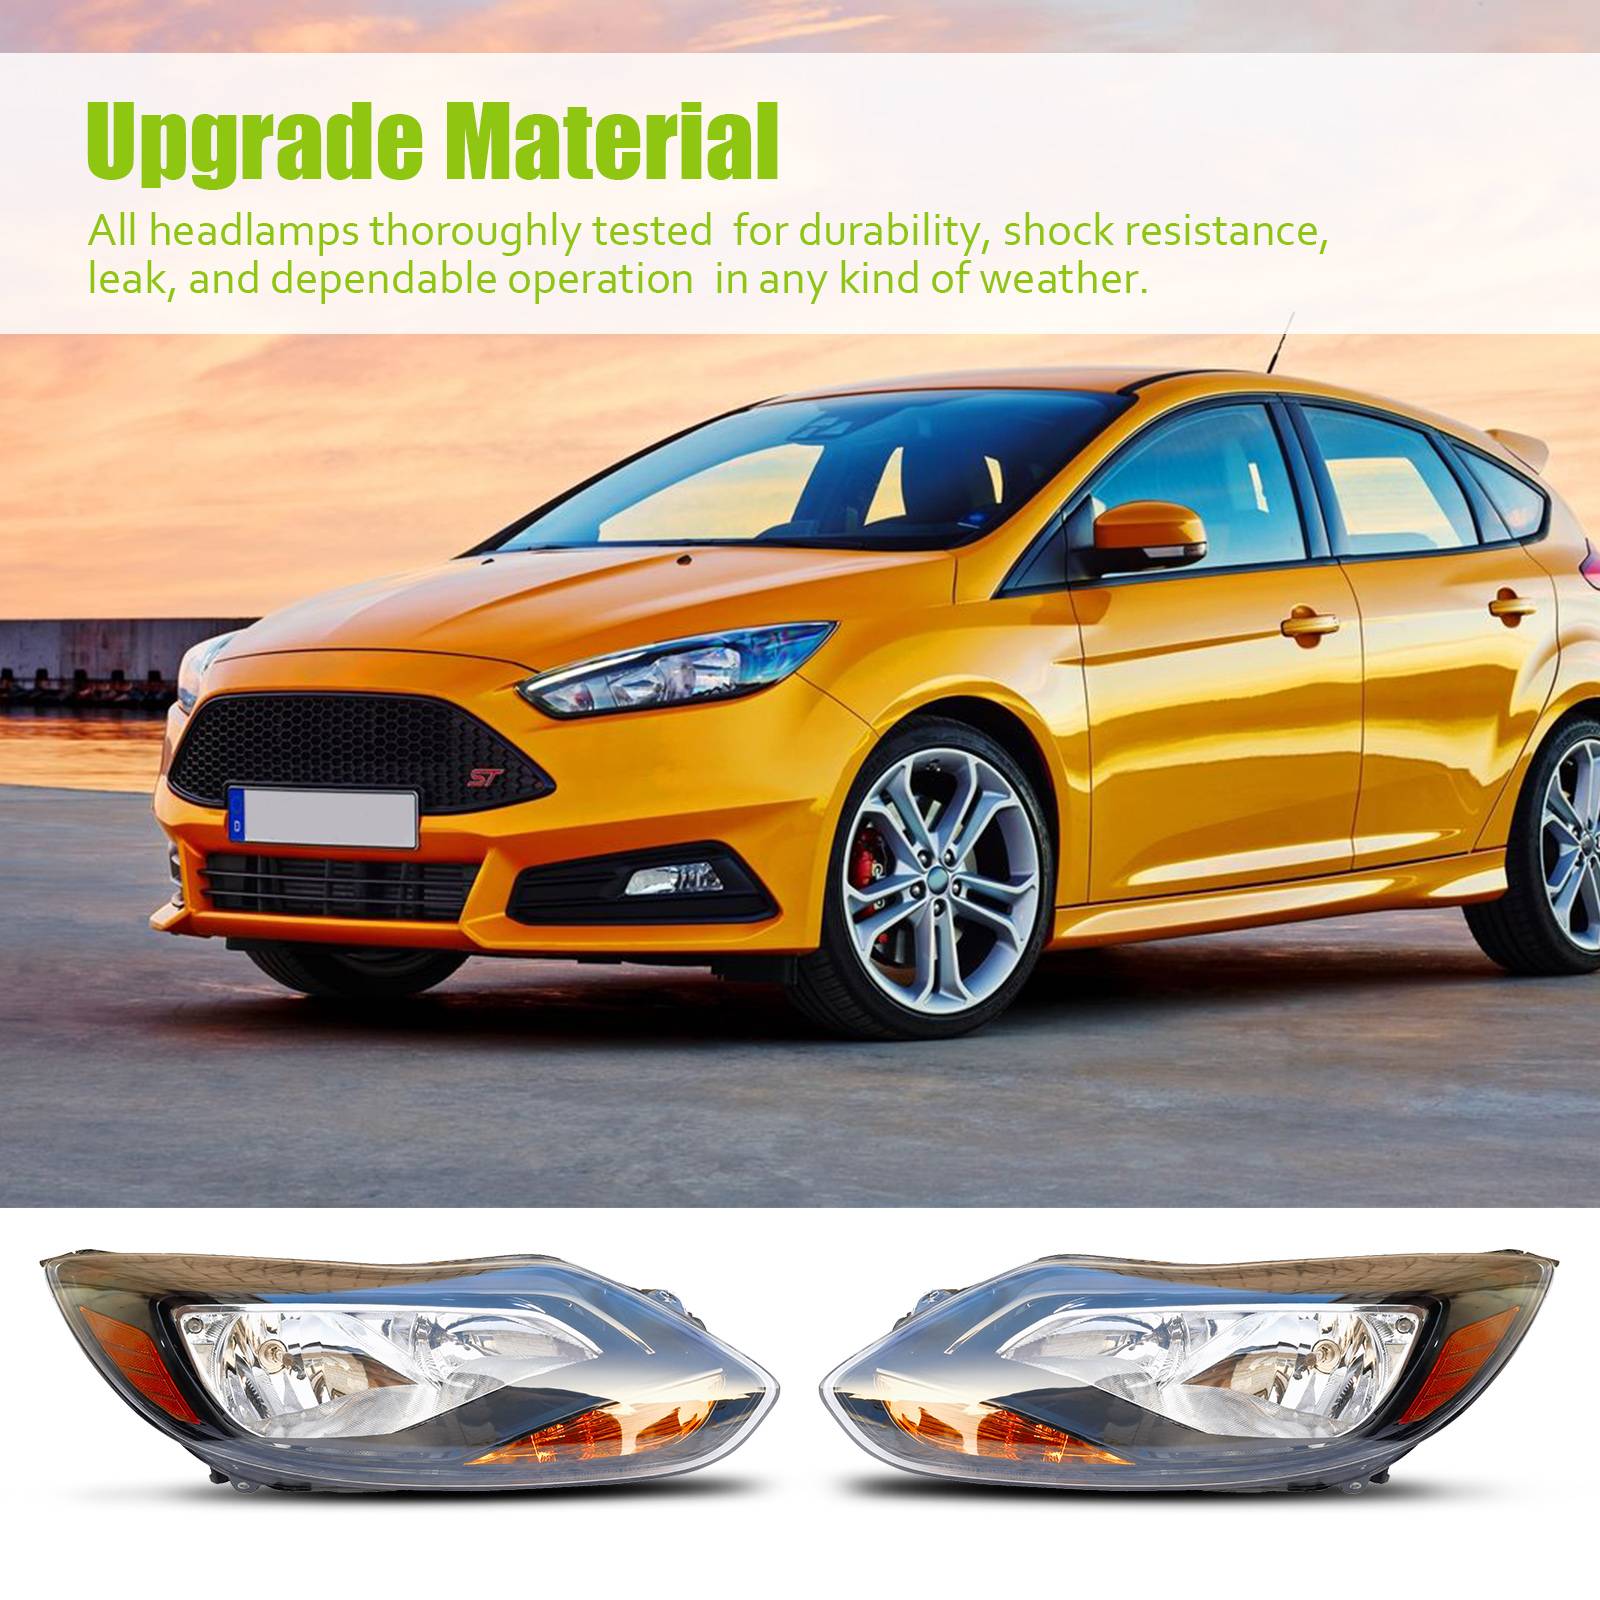 Upgrade Material
All headlamps thoroughly tested for durability, shock resistance,
leak, and dependable operation in any kind of weather.
ST
D